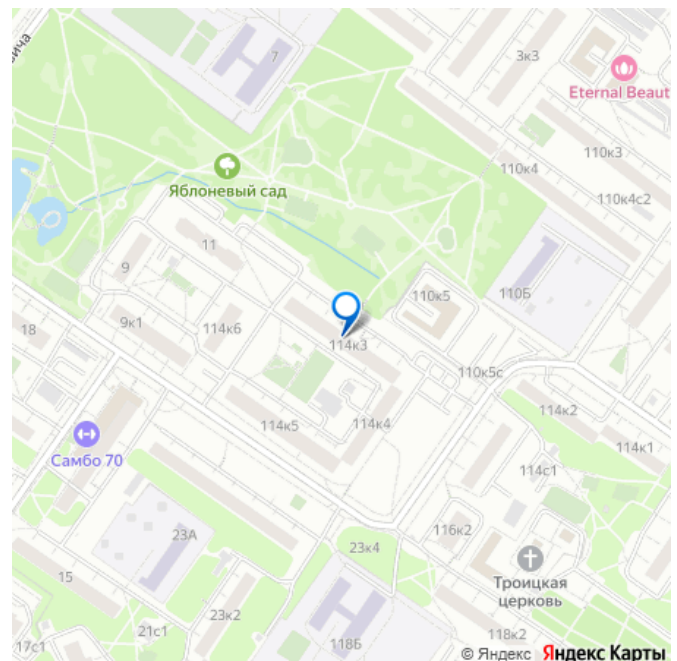 вича
7
3к3
Eternal Beaut
110к4
110к3
Яблоневый сад
110к4с2
11
9
110Б
110к5
9к1
18
114к6
114к3
110к5с
114к2
114к5
114к4
114к1
Самбо 70
114с1
116к2
23А
23к4
15
Троицкая
церковь
23к2
21с1
118к2
17с1
118Б
© Яндекс Яндекс Карты